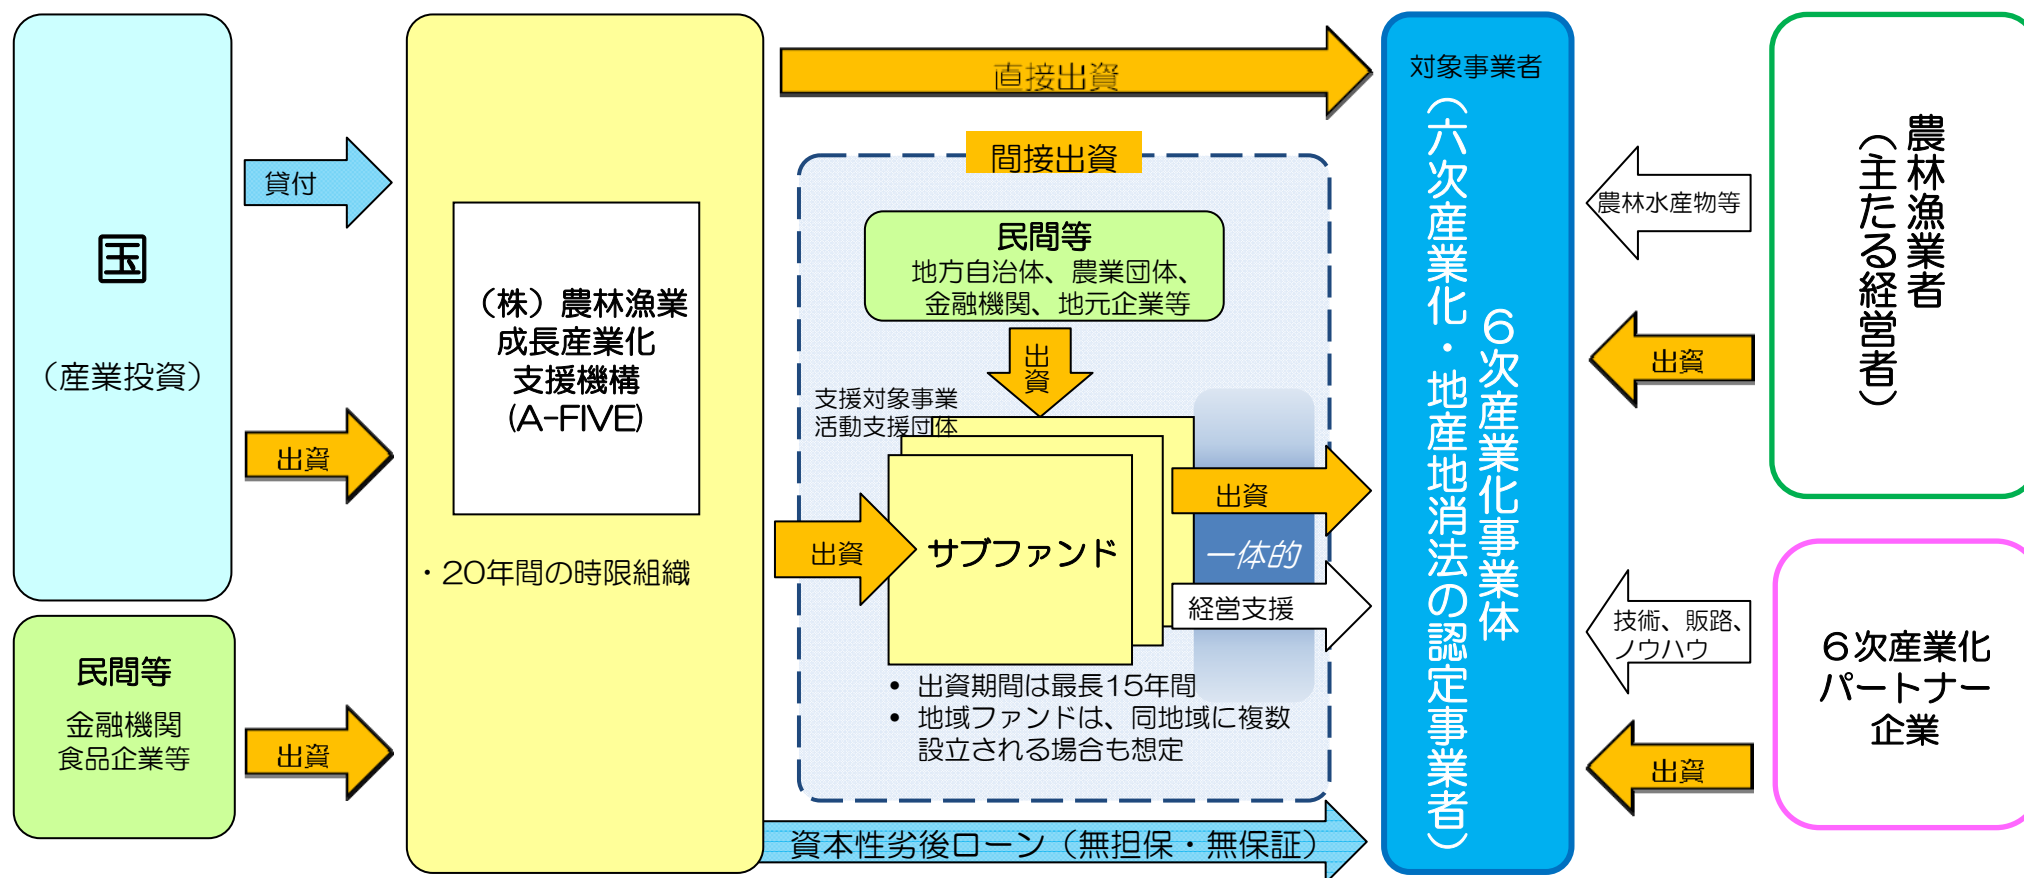 国
（産業投資）
民間等
金融機関
食品企業等
貸付
出資
出資
（株）農林漁業
成長産業化
支援機構
(A-FIVE)
・20年間の時限組織
直接出資
間接出資
民間等
地方自治体、農業団体、
金融機関、地元企業等
出資
支援対象事業
活動支援団体
出資
サブファンド
出資
一体的
経営支援
• 出資期間は最長15年間
• 地域ファンドは、同地域に複数
設立される場合も想定
資本性劣後ローン（無担保・無保証）
対象事業者
６次産業化事業体
（六次産業化・地産地消法の認定事業者）
農林水産物等
出資
技術、販路、
ノウハウ
出資
農林漁業者
（主たる経営者）
６次産業化
パートナー
企業